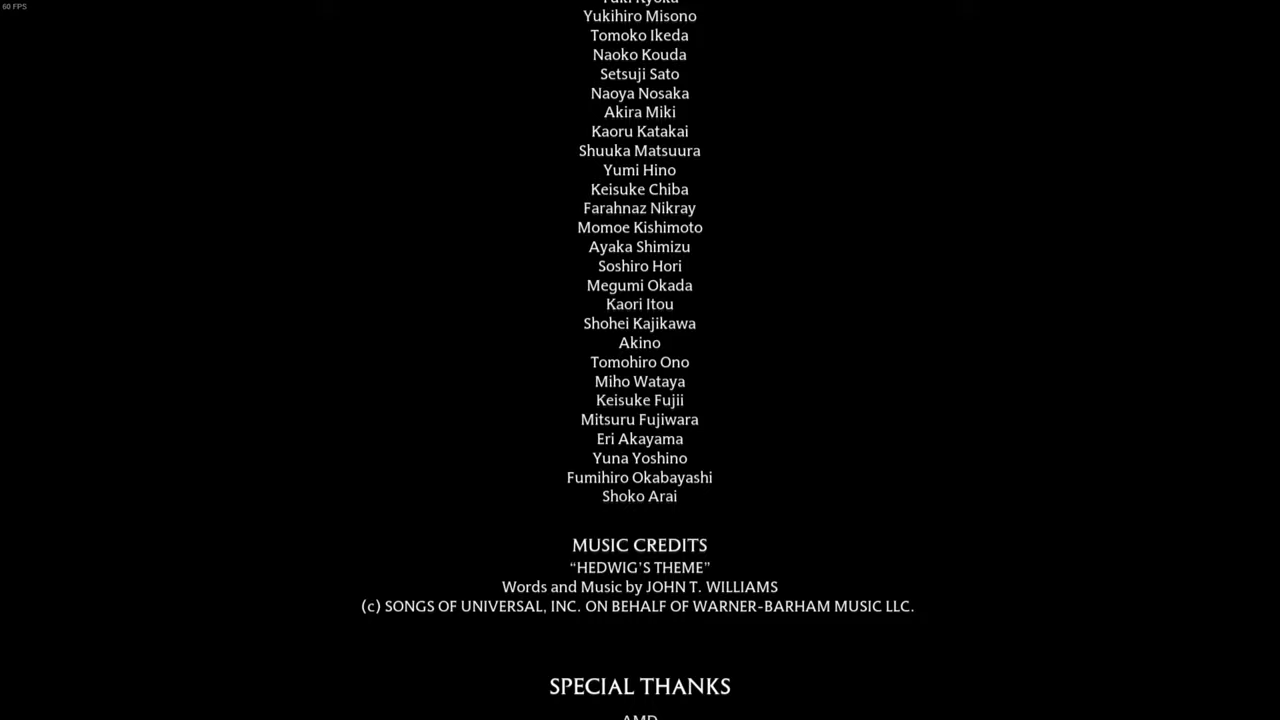 60 FPS
Yukihiro Misono
Tomoko Ikeda
Naoko Kouda
Setsuji Sato
Naoya Nosaka
Akira Miki
Kaoru Katakai
Shuuka Matsuura
Yumi Hino
Keisuke Chiba
Farahnaz Nikray
Momoe Kishimoto
Ayaka Shimizu
Soshiro Hori
Megumi Okada
Kaori Itou
Shohei Kajikawa
Akino
Tomohiro Ono
Miho Wataya
Keisuke Fujii
Mitsuru Fujiwara
Eri Akayama
Yuna Yoshino
Fumihiro Okabayashi
Shoko Arai
MUSIC CREDITS
“HEDWIG’S THEME”
Words and Music by JOHN T. WILLIAMS
(c) SONGS OF UNIVERSAL, INC. ON BEHALF OF WARNER-BARHAM MUSIC LLC.
SPECIAL THANKS
AMD